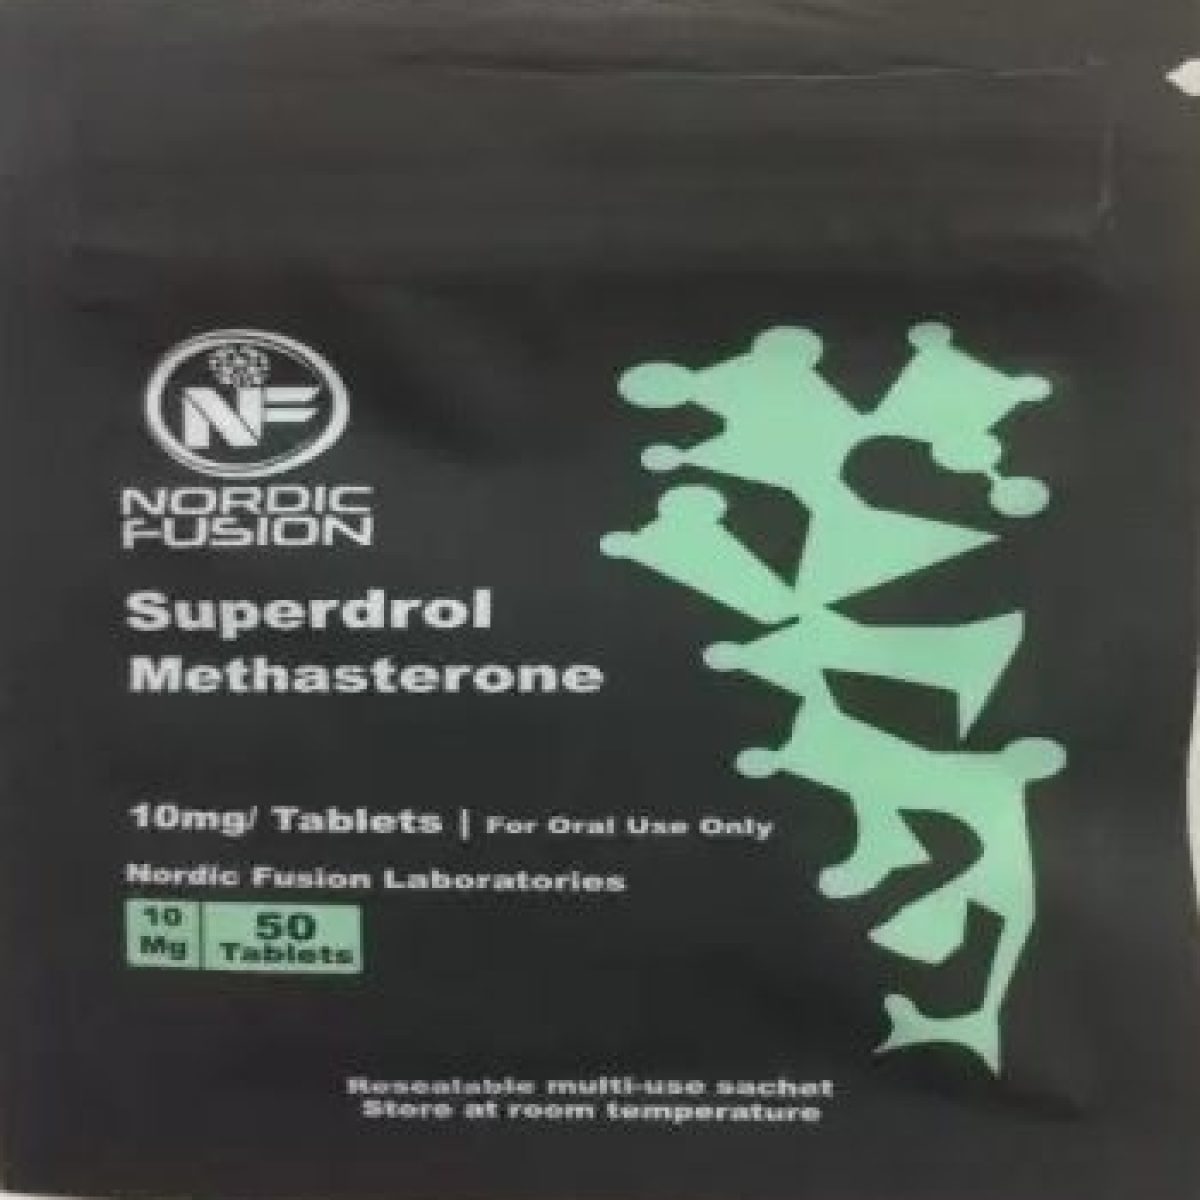 NF
NORDIC
FUSION
Superdrol
Methasterone
10mg/ Tablets | For Oral Use Only
Nordic Fusion Laboratories
10
Mg
50
Tablets
Resealable multi-use sachet
Store at room temperature